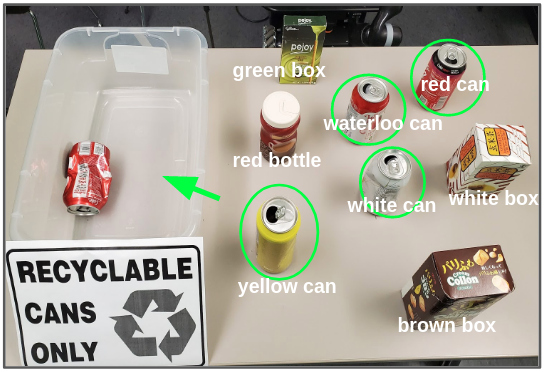 pejoy
green box
red can
waterloo can
red bottle
white can
white box
yellow can
Collon
brown box
RECYCLABLE
CANS
ONLY